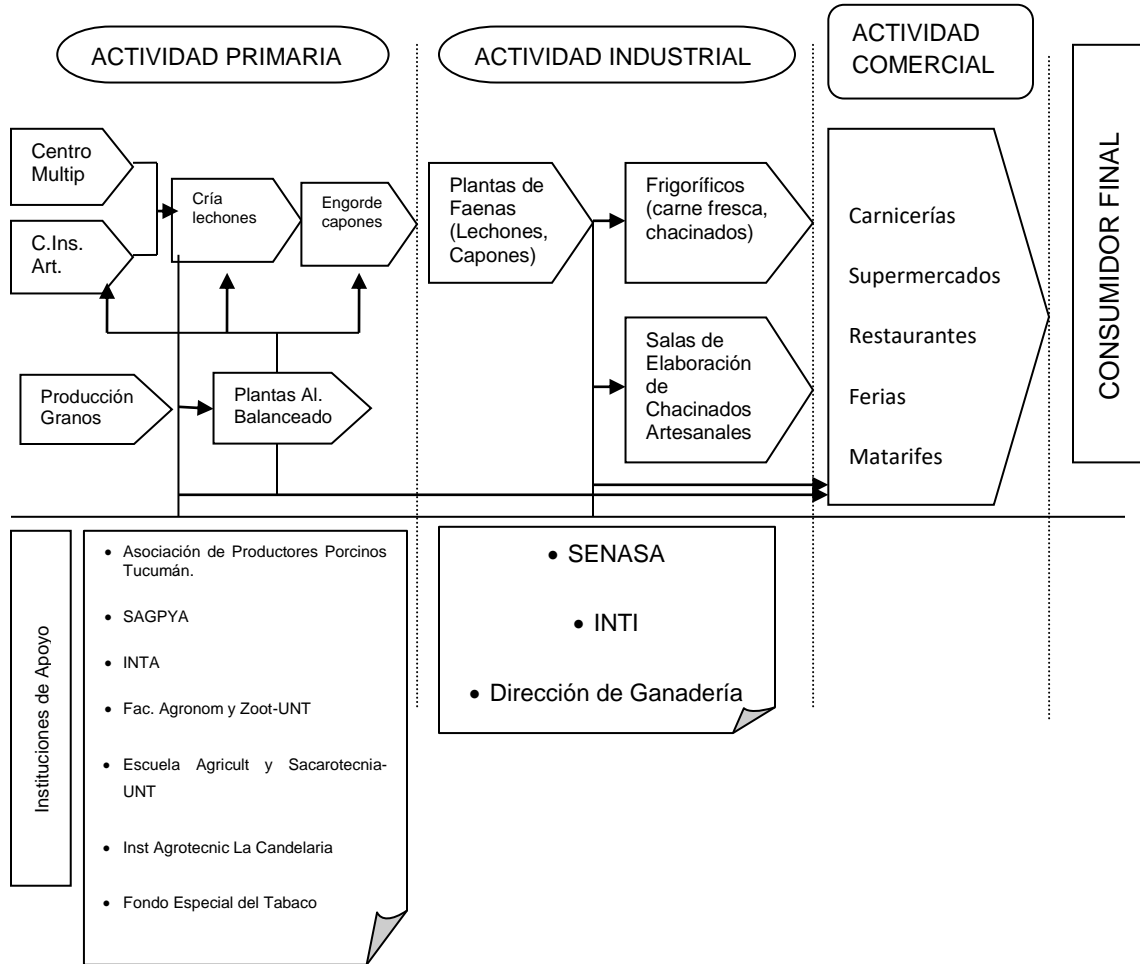 ACTIVIDAD PRIMARIA
ACTIVIDAD INDUSTRIAL
ACTIVIDAD
COMERCIAL
CONSUMIDOR FINAL
Centro
Multip
C.Ins.
Art.
Cría
lechones
Engorde
capones
Producción
Granos
Plantas Al.
Balanceado
Plantas de
Faenas
(Lechones,
Capones)
Frigoríficos
(carne fresca,
chacinados)
Salas de
Elaboración
de
Chacinados
Artesanales
Carnicerías
Supermercados
Restaurantes
Ferias
Matarifes
Instituciones de Apoyo
• Asociación de Productores Porcinos
Tucumán.
• SAGPYA
• INTA
• Fac. Agronom y Zoot-UNT
• Escuela Agricult y Sacarotecnia-
UNT
• Inst Agrotecnic La Candelaria
• Fondo Especial del Tabaco
• SENASA
• INTI
• Dirección de Ganadería